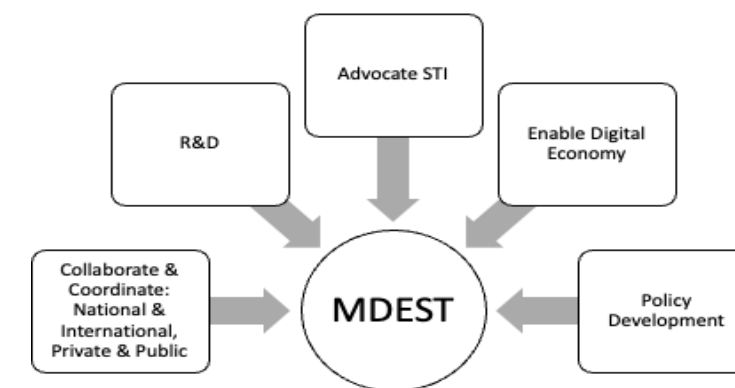 Advocate STI
R&D
Enable Digital
Economy
Collaborate &
Coordinate:
National &
International,
Private & Public
MDEST
Policy
Development